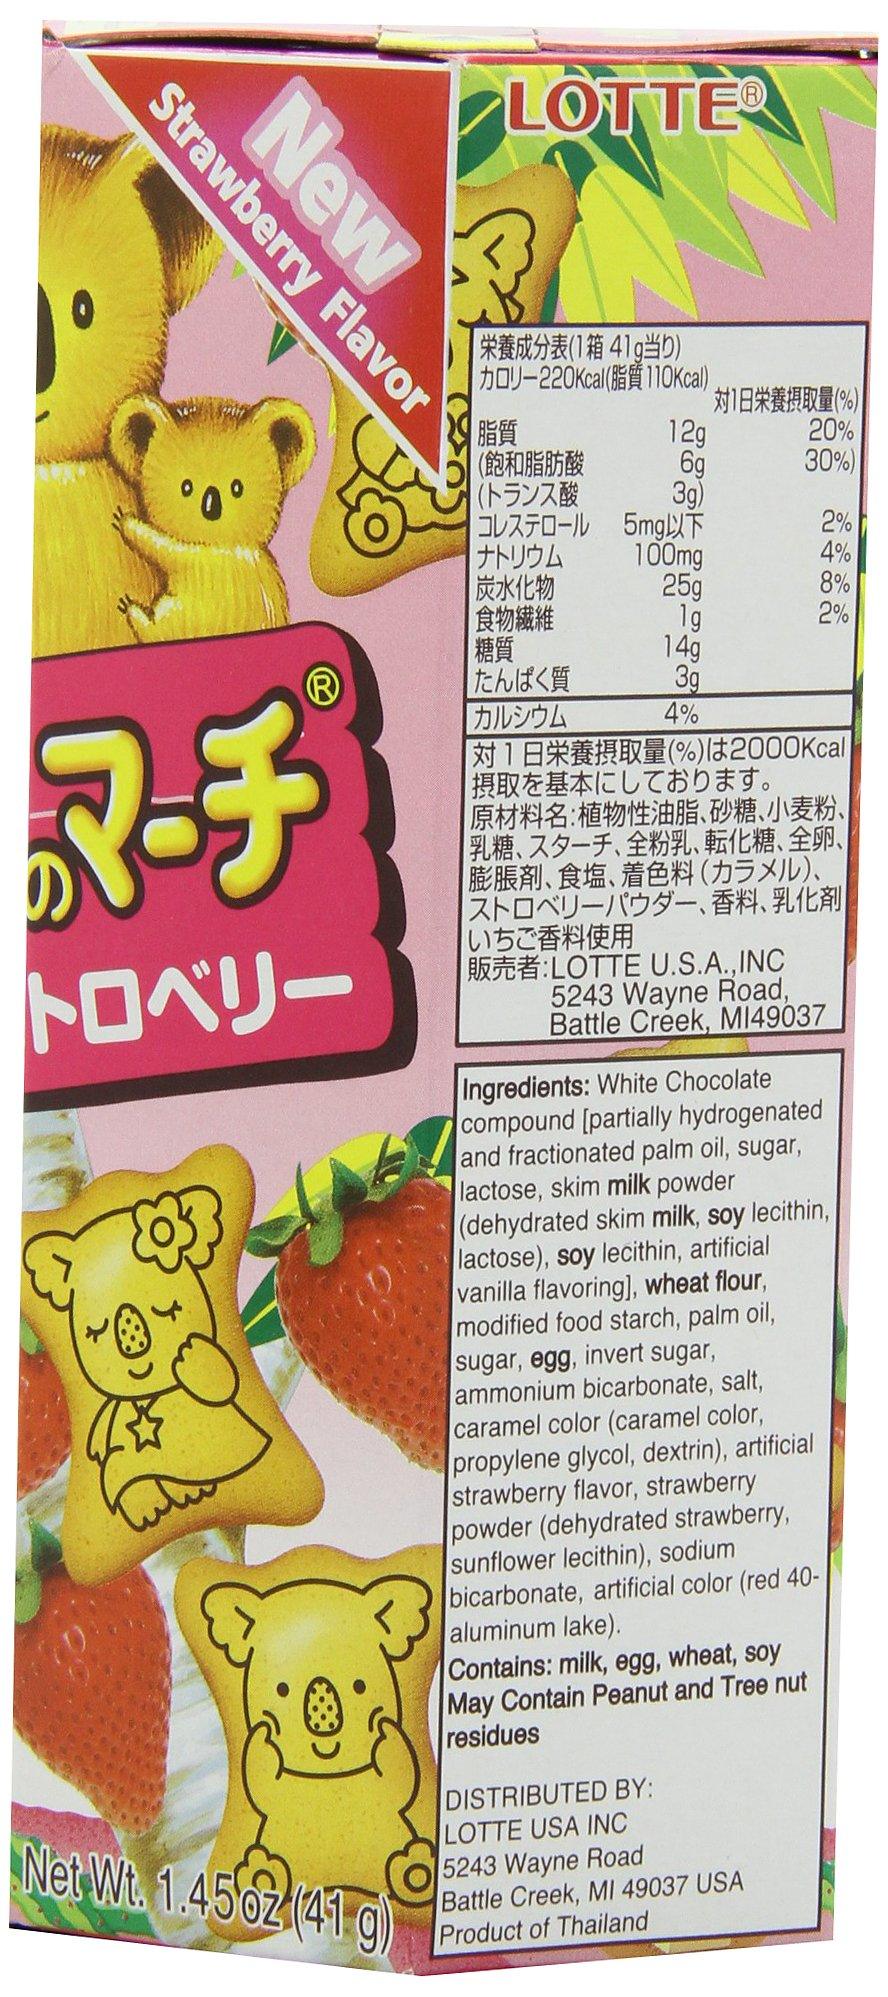 New
Strawberry Flavor
のマーチ®
トロベリー
Net Wt. 1.45oz (41 g)
LOTTE®
栄養成分表(1箱 41g当り)
カロリー220Kcal(脂質110Kcal)
対1日栄養摂取量(%)
脂質 12g 20%
(飽和脂肪酸 6g 30%)
(トランス酸 3g)
コレステロール 5mg以下 2%
ナトリウム 100mg 4%
炭水化物 25g 8%
食物繊維 1g 2%
糖質 14g
たんぱく質 3g
カルシウム 4%
対1日栄養摂取量(%)は2000Kcal
摂取を基本にしております。
原材料名:植物性油脂、砂糖、小麦粉、
乳糖、スターチ、全粉乳、転化糖、全卵、
膨脹剤、食塩、着色料(カラメル)、
ストロベリーパウダー、香料、乳化剤
いちご香料使用
販売者:LOTTE U.S.A.,INC
5243 Wayne Road,
Battle Creek, MI49037
Ingredients: White Chocolate
compound [partially hydrogenated
and fractionated palm oil, sugar,
lactose, skim milk powder
(dehydrated skim milk, soy lecithin,
lactose), soy lecithin, artificial
vanilla flavoring], wheat flour,
modified food starch, palm oil,
sugar, egg, invert sugar,
ammonium bicarbonate, salt,
caramel color (caramel color,
propylene glycol, dextrin), artificial
strawberry flavor, strawberry
powder (dehydrated strawberry,
sunflower lecithin), sodium
bicarbonate, artificial color (red 40-
aluminum lake).
Contains: milk, egg, wheat, soy
May Contain Peanut and Tree nut
residues
DISTRIBUTED BY:
LOTTE USA INC
5243 Wayne Road
Battle Creek, MI 49037 USA
Product of Thailand